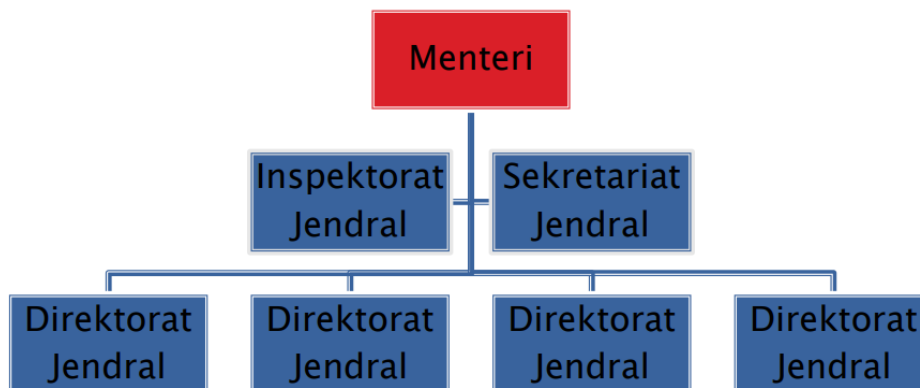 Menteri
Inspektorat
Jendral
Sekretariat
Jendral
Direktorat
Jendral
Direktorat
Jendral
Direktorat
Jendral
Direktorat
Jendral